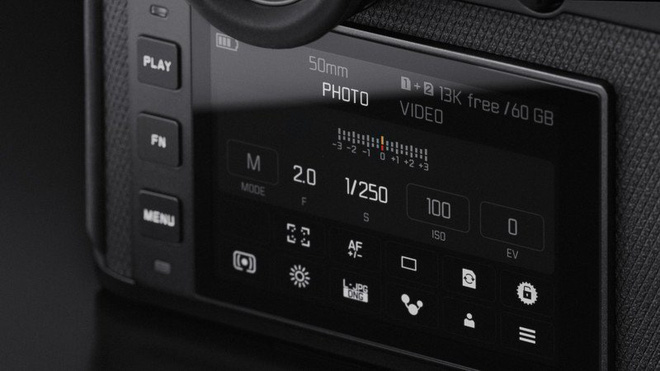 PLAY
FN
MENU
50mm
1 + 2 13K free /60 GB
PHOTO VIDEO
-3 -2 -1 0 +1 +2 +3
M 2.0 1/250 100 0
MODE F S ISO EV
AF
+/-
L-JPG
DNG